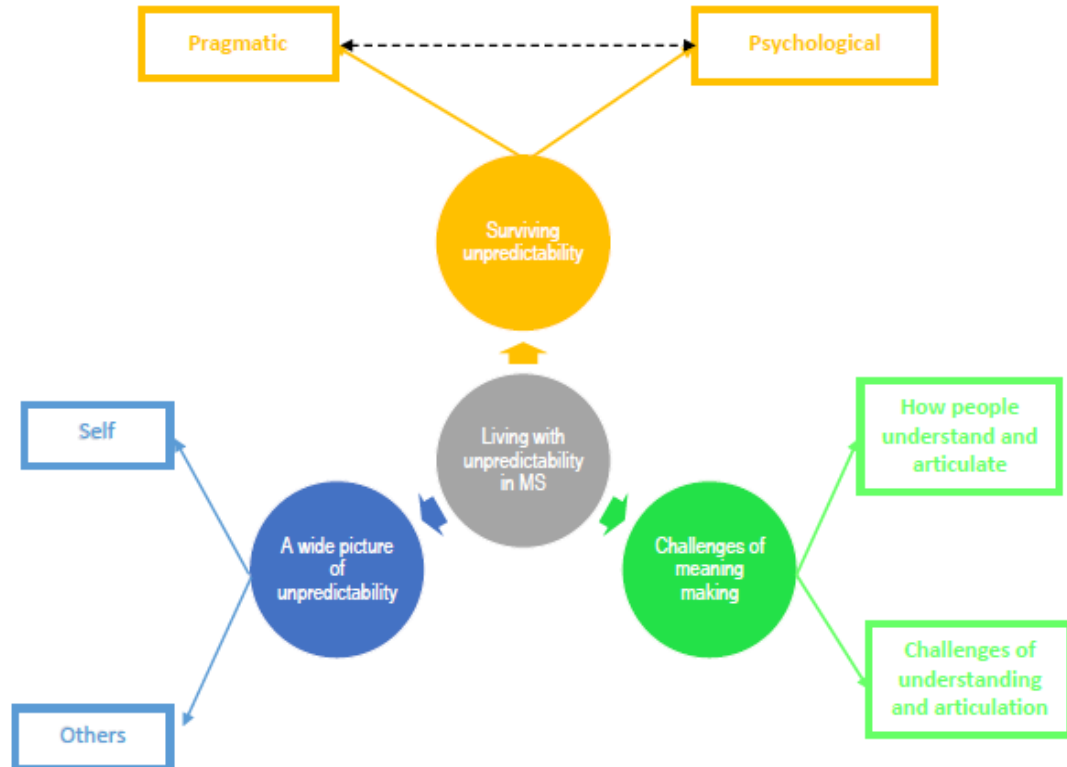 Pragmatic
Psychological
Surviving
unpredictability
Living with
unpredictability
in MS
Self
A wide picture
of
unpredictability
Others
Challenges of
meaning
making
How people
understand and
articulate
Challenges of
understanding
and articulation